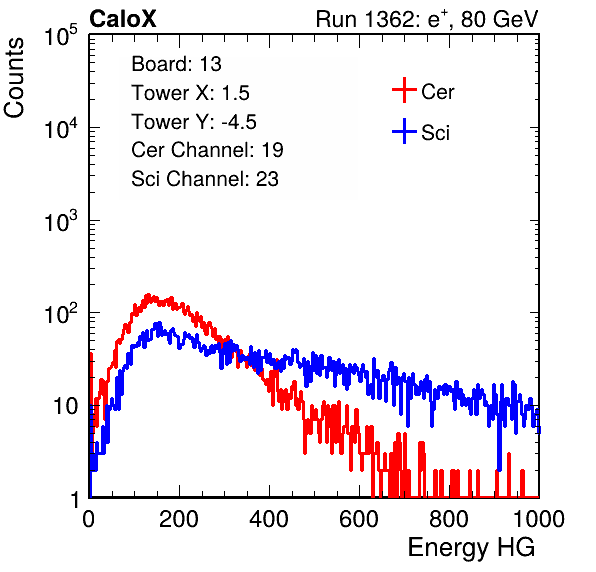 CaloX Run 1362: e⁺, 80 GeV
Counts
10⁵
10⁴
10³
10²
10
1
Board: 13
Tower X: 1.5
Tower Y: -4.5
Cer Channel: 19
Sci Channel: 23
Cer
Sci
0 200 400 600 800 1000
Energy HG